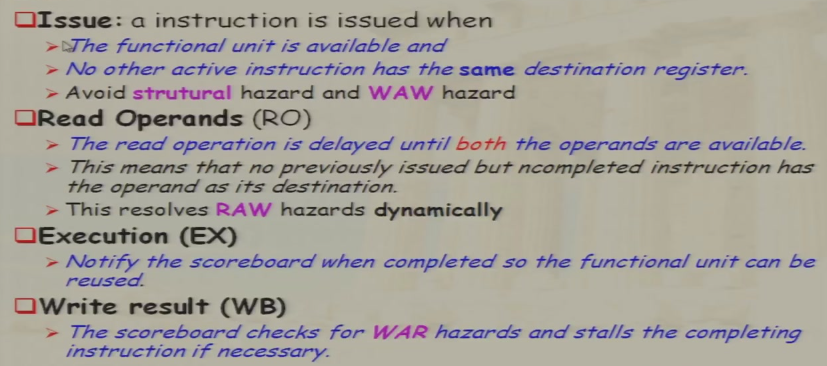 Issue: a instruction is issued when
The functional unit is available and
No other active instruction has the same destination register.
Avoid strutural hazard and WAW hazard
Read Operands (RO)
The read operation is delayed until both the operands are available.
This means that no previously issued but ncompleted instruction has
the operand as its destination.
This resolves RAW hazards dynamically
Execution (EX)
Notify the scoreboard when completed so the functional unit can be
reused.
Write result (WB)
The scoreboard checks for WAR hazards and stalls the completing
instruction if necessary.